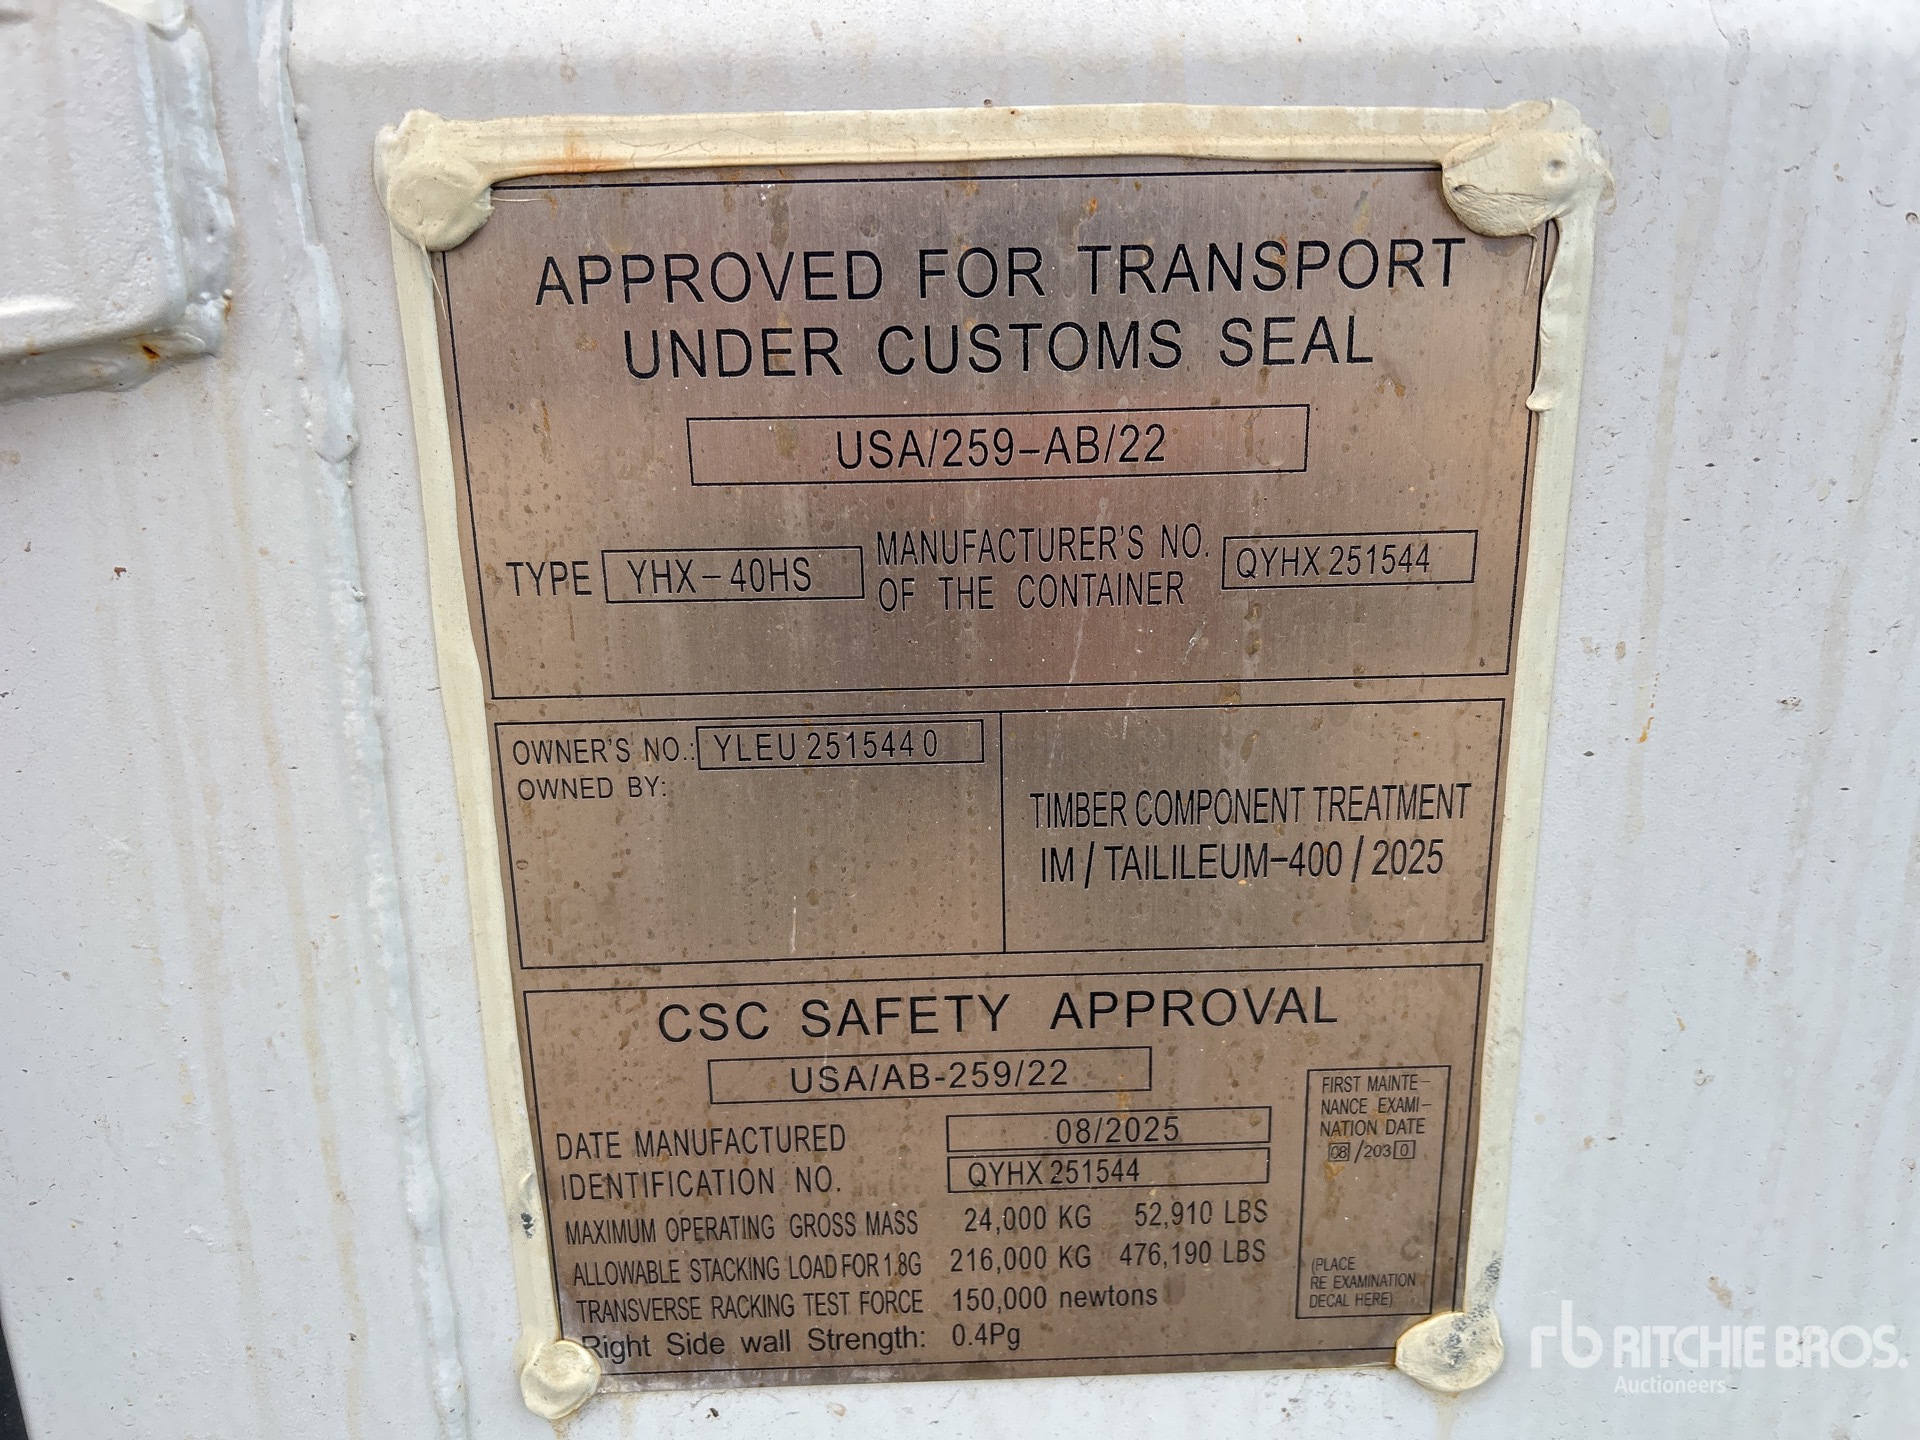 APPROVED FOR TRANSPORT
UNDER CUSTOMS SEAL
USA/259-AB/22
TYPE YHX-40HS MANUFACTURER'S NO. OF THE CONTAINER QYHX 251544
OWNER'S NO.: YLEU 251544 0
OWNED BY:
TIMBER COMPONENT TREATMENT
IM / TAILILEUM-400 / 2025
CSC SAFETY APPROVAL
USA/AB-259/22
DATE MANUFACTURED 08/2025
IDENTIFICATION NO. QYHX 251544
MAXIMUM OPERATING GROSS MASS 24,000 KG 52,910 LBS
ALLOWABLE STACKING LOAD FOR 1.8G 216,000 KG 476,190 LBS
TRANSVERSE RACKING TEST FORCE 150,000 newtons
Right Side wall Strength: 0.4Pg
FIRST MAINTE-
NANCE EXAMI-
NATION DATE
08/2030
(PLACE
RE EXAMINATION
DECAL HERE)
rb RITCHIE BROS.
Auctioneers